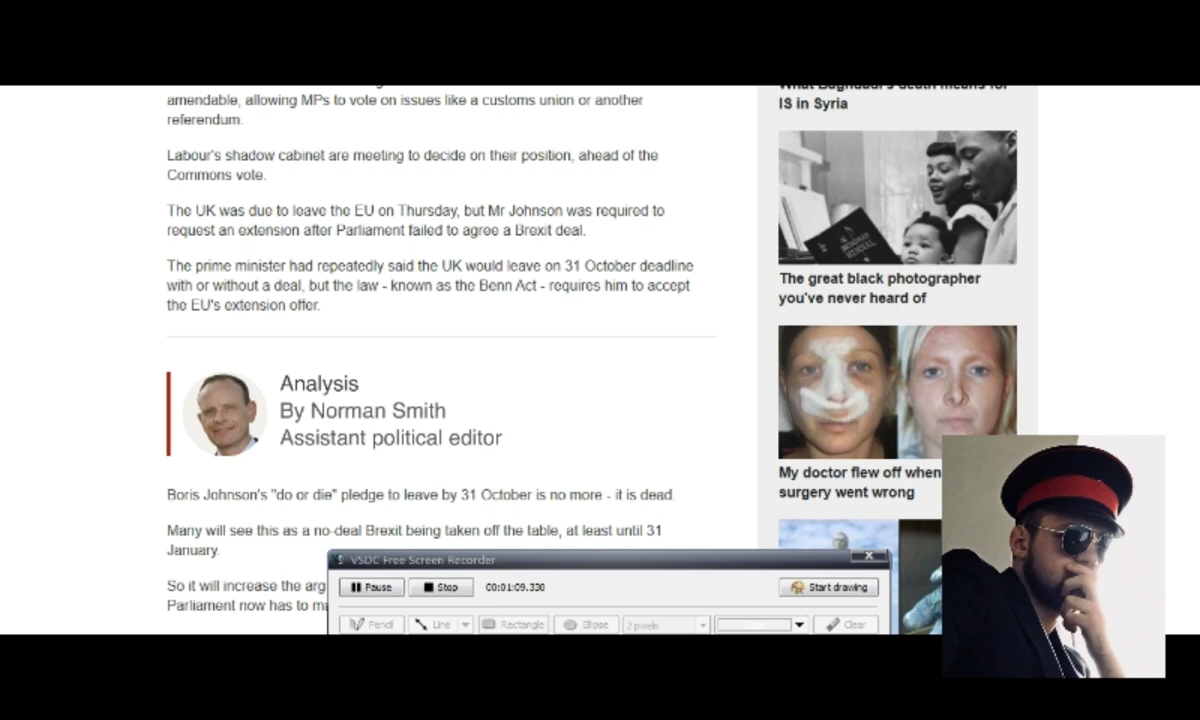 amendable, allowing MPs to vote on issues like a customs union or another
referendum.
Labour's shadow cabinet are meeting to decide on their position, ahead of the
Commons vote.
The UK was due to leave the EU on Thursday, but Mr Johnson was required to
request an extension after Parliament failed to agree a Brexit deal.
The prime minister had repeatedly said the UK would leave on 31 October deadline
with or without a deal, but the law - known as the Benn Act - requires him to accept
the EU's extension offer.
Analysis
By Norman Smith
Assistant political editor
Boris Johnson's "do or die" pledge to leave by 31 October is no more - it is dead.
Many will see this as a no-deal Brexit being taken off the table, at least until 31
January.
So it will increase the arg
Parliament now has to ma
What Baghdadi's death means for
IS in Syria
The great black photographer
you've never heard of
My doctor flew off when
surgery went wrong
VSDC Free Screen Recorder
X
Pause
Stop
00:01:09.330
Start drawing
Pencil
Line
Rectangle
Ellipse
2 pixels
Clear